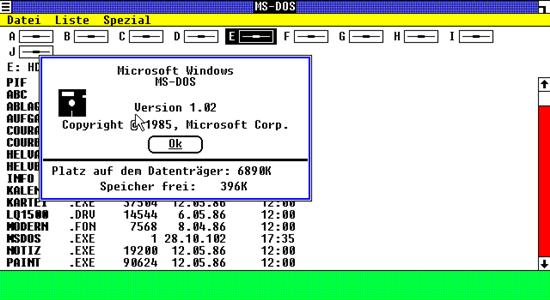 MS-DOS
Datei Liste Spezial
A B C D E F G H I
J
E: HD
Microsoft Windows
MS-DOS
Version 1.02
Copyright © 1985, Microsoft Corp.
Ok
Platz auf dem Datenträger: 6890K
Speicher frei: 396K
PIF
ABC
ABLAG
AUFGA
COURA
COURB
HELVA
HELVB
INFO
KALEN
KARTEI .EXE 37504 12.05.86 12:00
LQ1500 .DRV 14544 6.05.86 12:00
MODERN .FON 7568 8.04.86 12:00
MSDOS .EXE 1 28.10.102 17:35
NOTIZ .EXE 19200 12.05.86 12:00
PAINT .EXE 90624 12.05.86 12:00